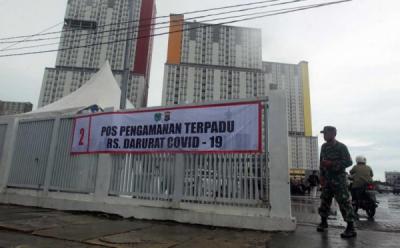 2
POS PENGAMANAN TERPADU
RS. DARURAT COVID - 19